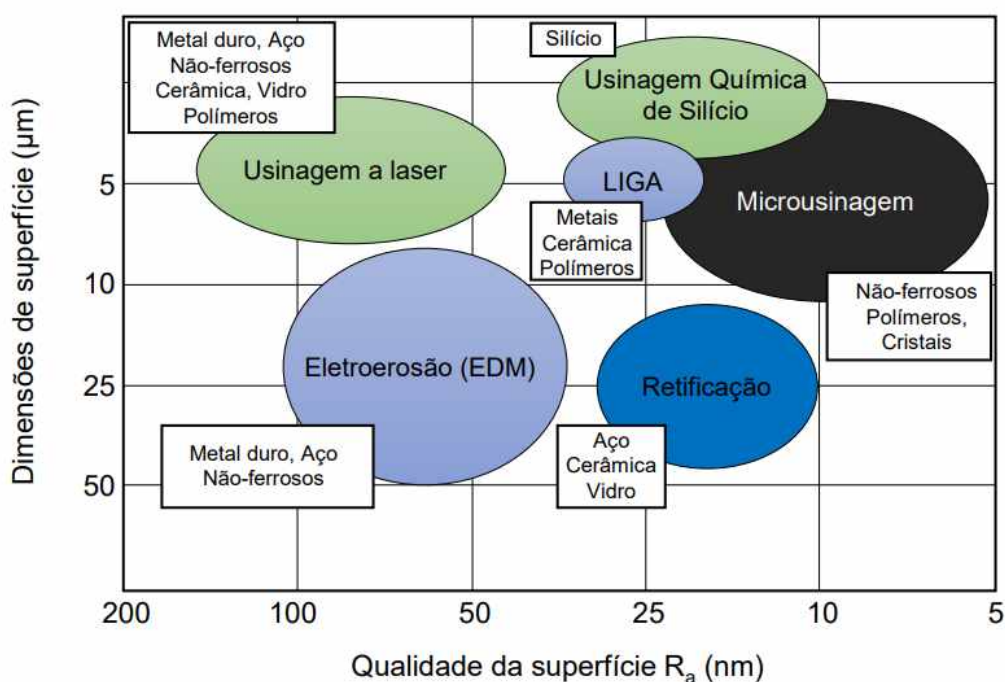 Metal duro, Aço
Não-ferrosos
Cerâmica, Vidro
Polímeros
Silício
Usinagem Química
de Silício
Usinagem a laser
LIGA
Microusinagem
Metais
Cerâmica
Polímeros
Não-ferrosos
Polímeros,
Cristais
Eletroerosão (EDM)
Retificação
Metal duro, Aço
Não-ferrosos
Aço
Cerâmica
Vidro
Dimensões de superfície (µm)
5
10
25
50
200 100 50 25 10 5
Qualidade da superfície Ra (nm)